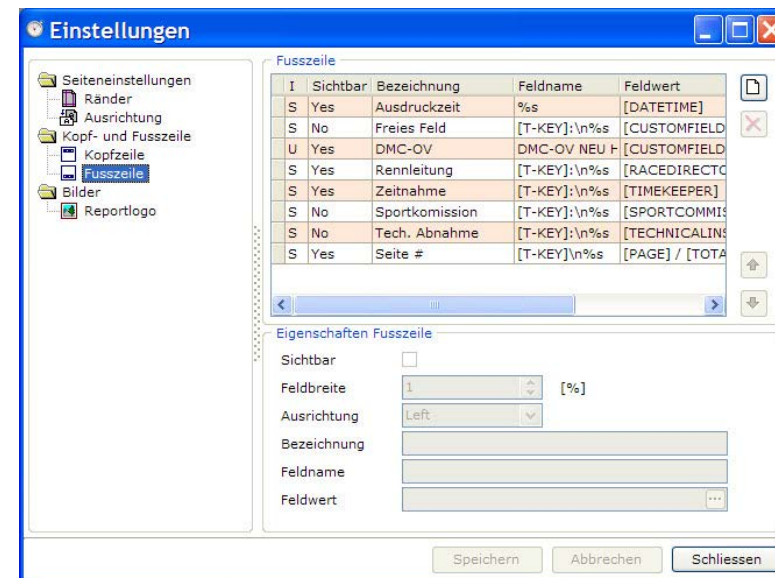 Einstellungen
Seiteneinstellungen
Ränder
Ausrichtung
Kopf- und Fusszeile
Kopfzeile
Fusszeile
Bilder
Reportlogo
Fusszeile
I Sichtbar Bezeichnung Feldname Feldwert
S Yes Ausdruckzeit %s [DATETIME]
S No Freies Feld [T-KEY]:\n%s [CUSTOMFIELD
U Yes DMC-OV DMC-OV NEU H [CUSTOMFIELD
S Yes Rennleitung [T-KEY]:\n%s [RACEDIRECTO
S Yes Zeitnahme [T-KEY]:\n%s [TIMEKEEPER]
S No Sportkomission [T-KEY]:\n%s [SPORTCOMMIS
S No Tech. Abnahme [T-KEY]:\n%s [TECHNICALINS
S Yes Seite # [T-KEY]\n%s [PAGE] / [TOTA
Eigenschaften Fusszeile
Sichtbar
Feldbreite 1 [%]
Ausrichtung Left
Bezeichnung
Feldname
Feldwert ...
Speichern Abbrechen Schliessen